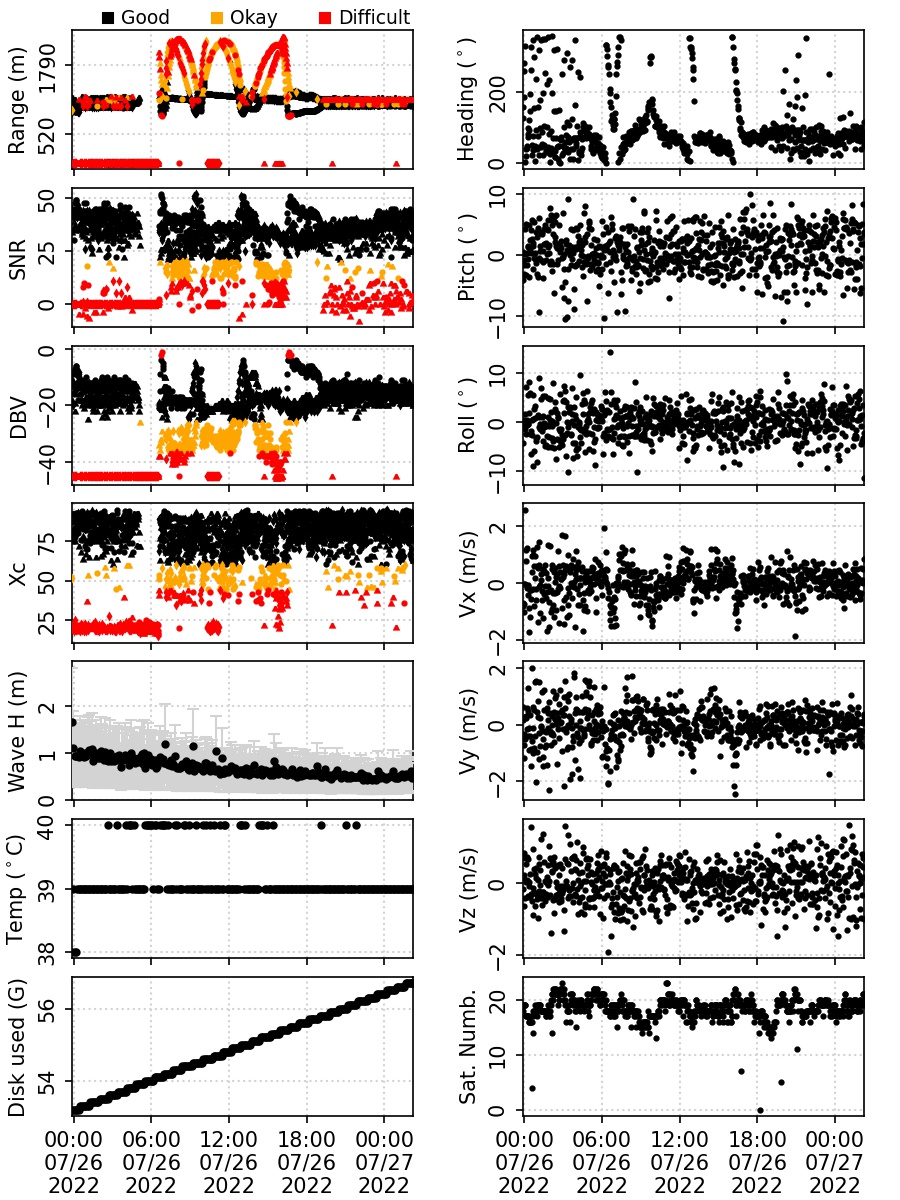 Good Okay Difficult
Range (m)
1790
520
Heading (°)
200
0
SNR
50
25
0
Pitch (°)
10
0
−10
DBV
0
−20
−40
Roll (°)
10
0
−10
Xc
75
50
25
Vx (m/s)
2
0
−2
Wave H (m)
2
1
0
Vy (m/s)
2
0
−2
Temp (°C)
40
39
38
Vz (m/s)
0
−2
Disk used (G)
56
54
Sat. Numb.
20
10
0
00:00 06:00 12:00 18:00 00:00
07/26 07/26 07/26 07/26 07/27
2022 2022 2022 2022 2022
00:00 06:00 12:00 18:00 00:00
07/26 07/26 07/26 07/26 07/27
2022 2022 2022 2022 2022